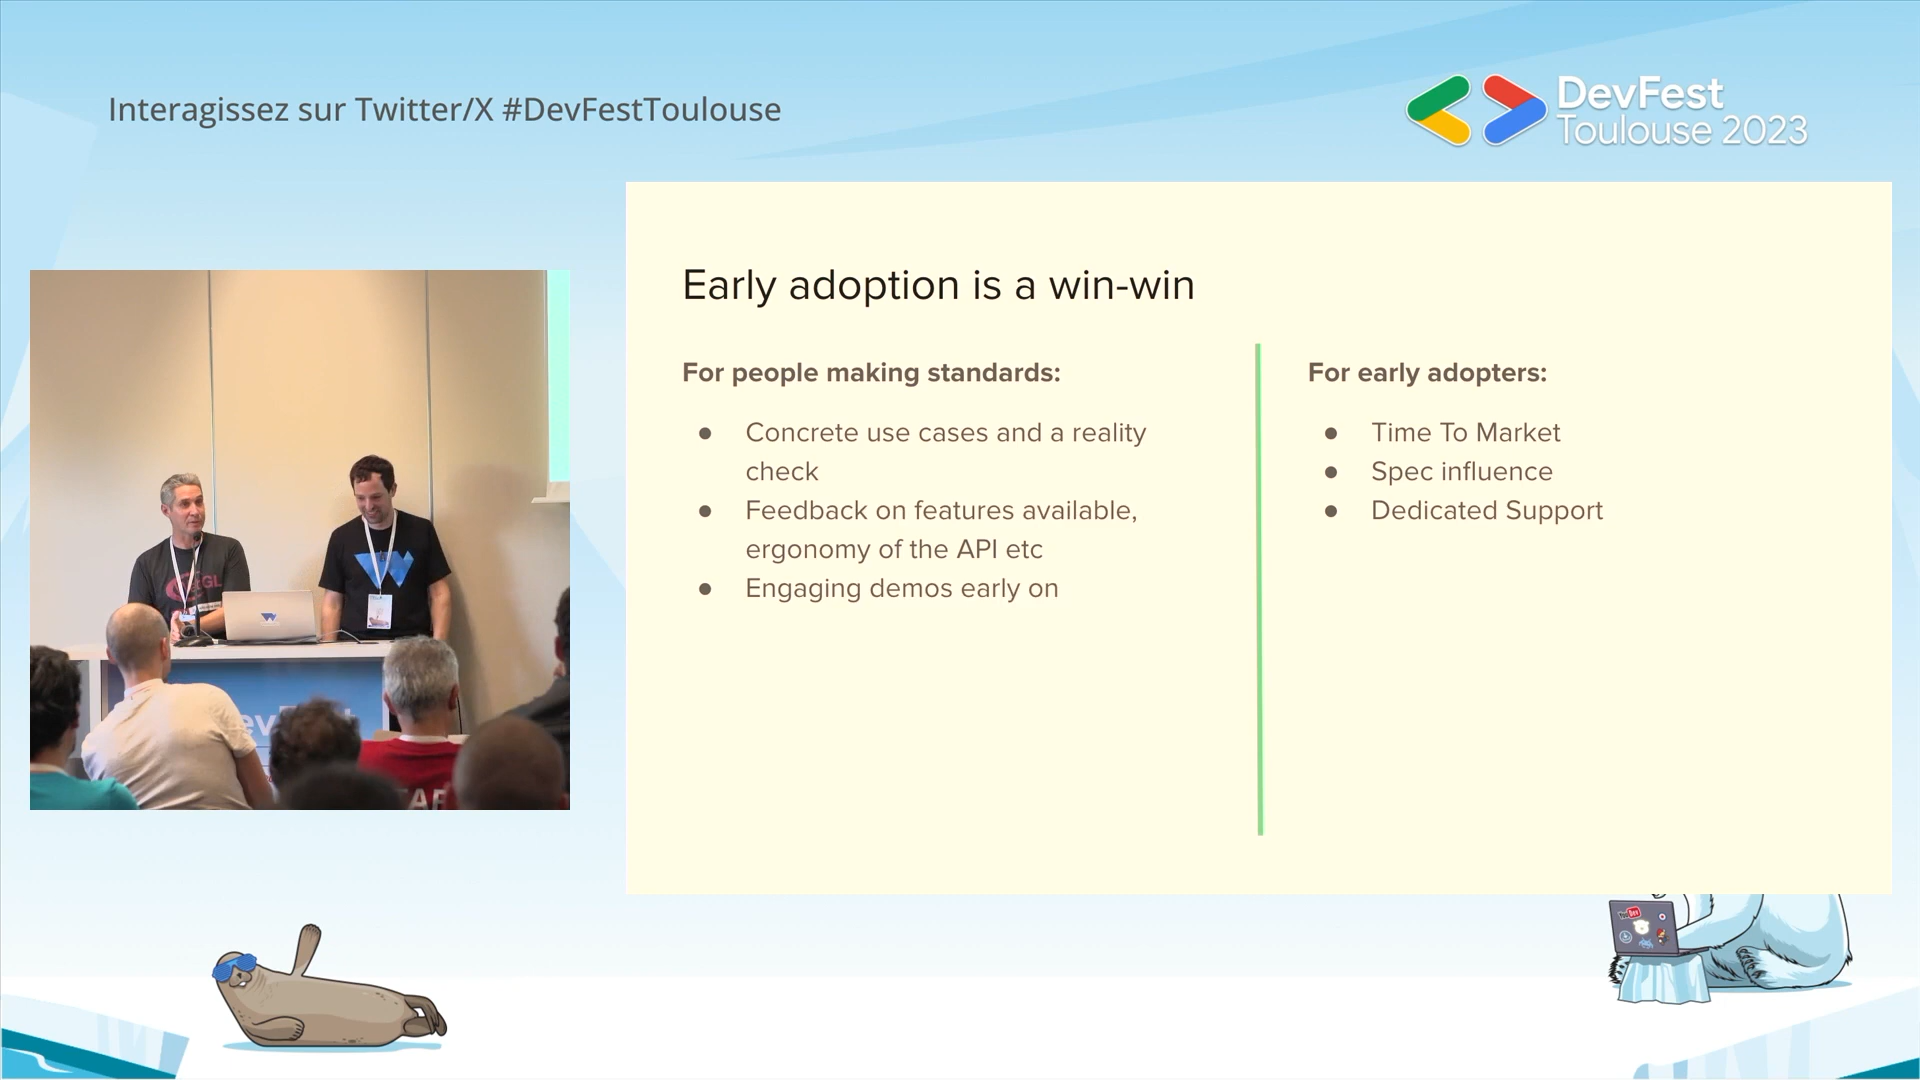 Interagissez sur Twitter/X #DevFestToulouse
DevFest
Toulouse 2023
Early adoption is a win-win
For people making standards:
● Concrete use cases and a reality
check
● Feedback on features available,
ergonomy of the API etc
● Engaging demos early on
For early adopters:
● Time To Market
● Spec influence
● Dedicated Support